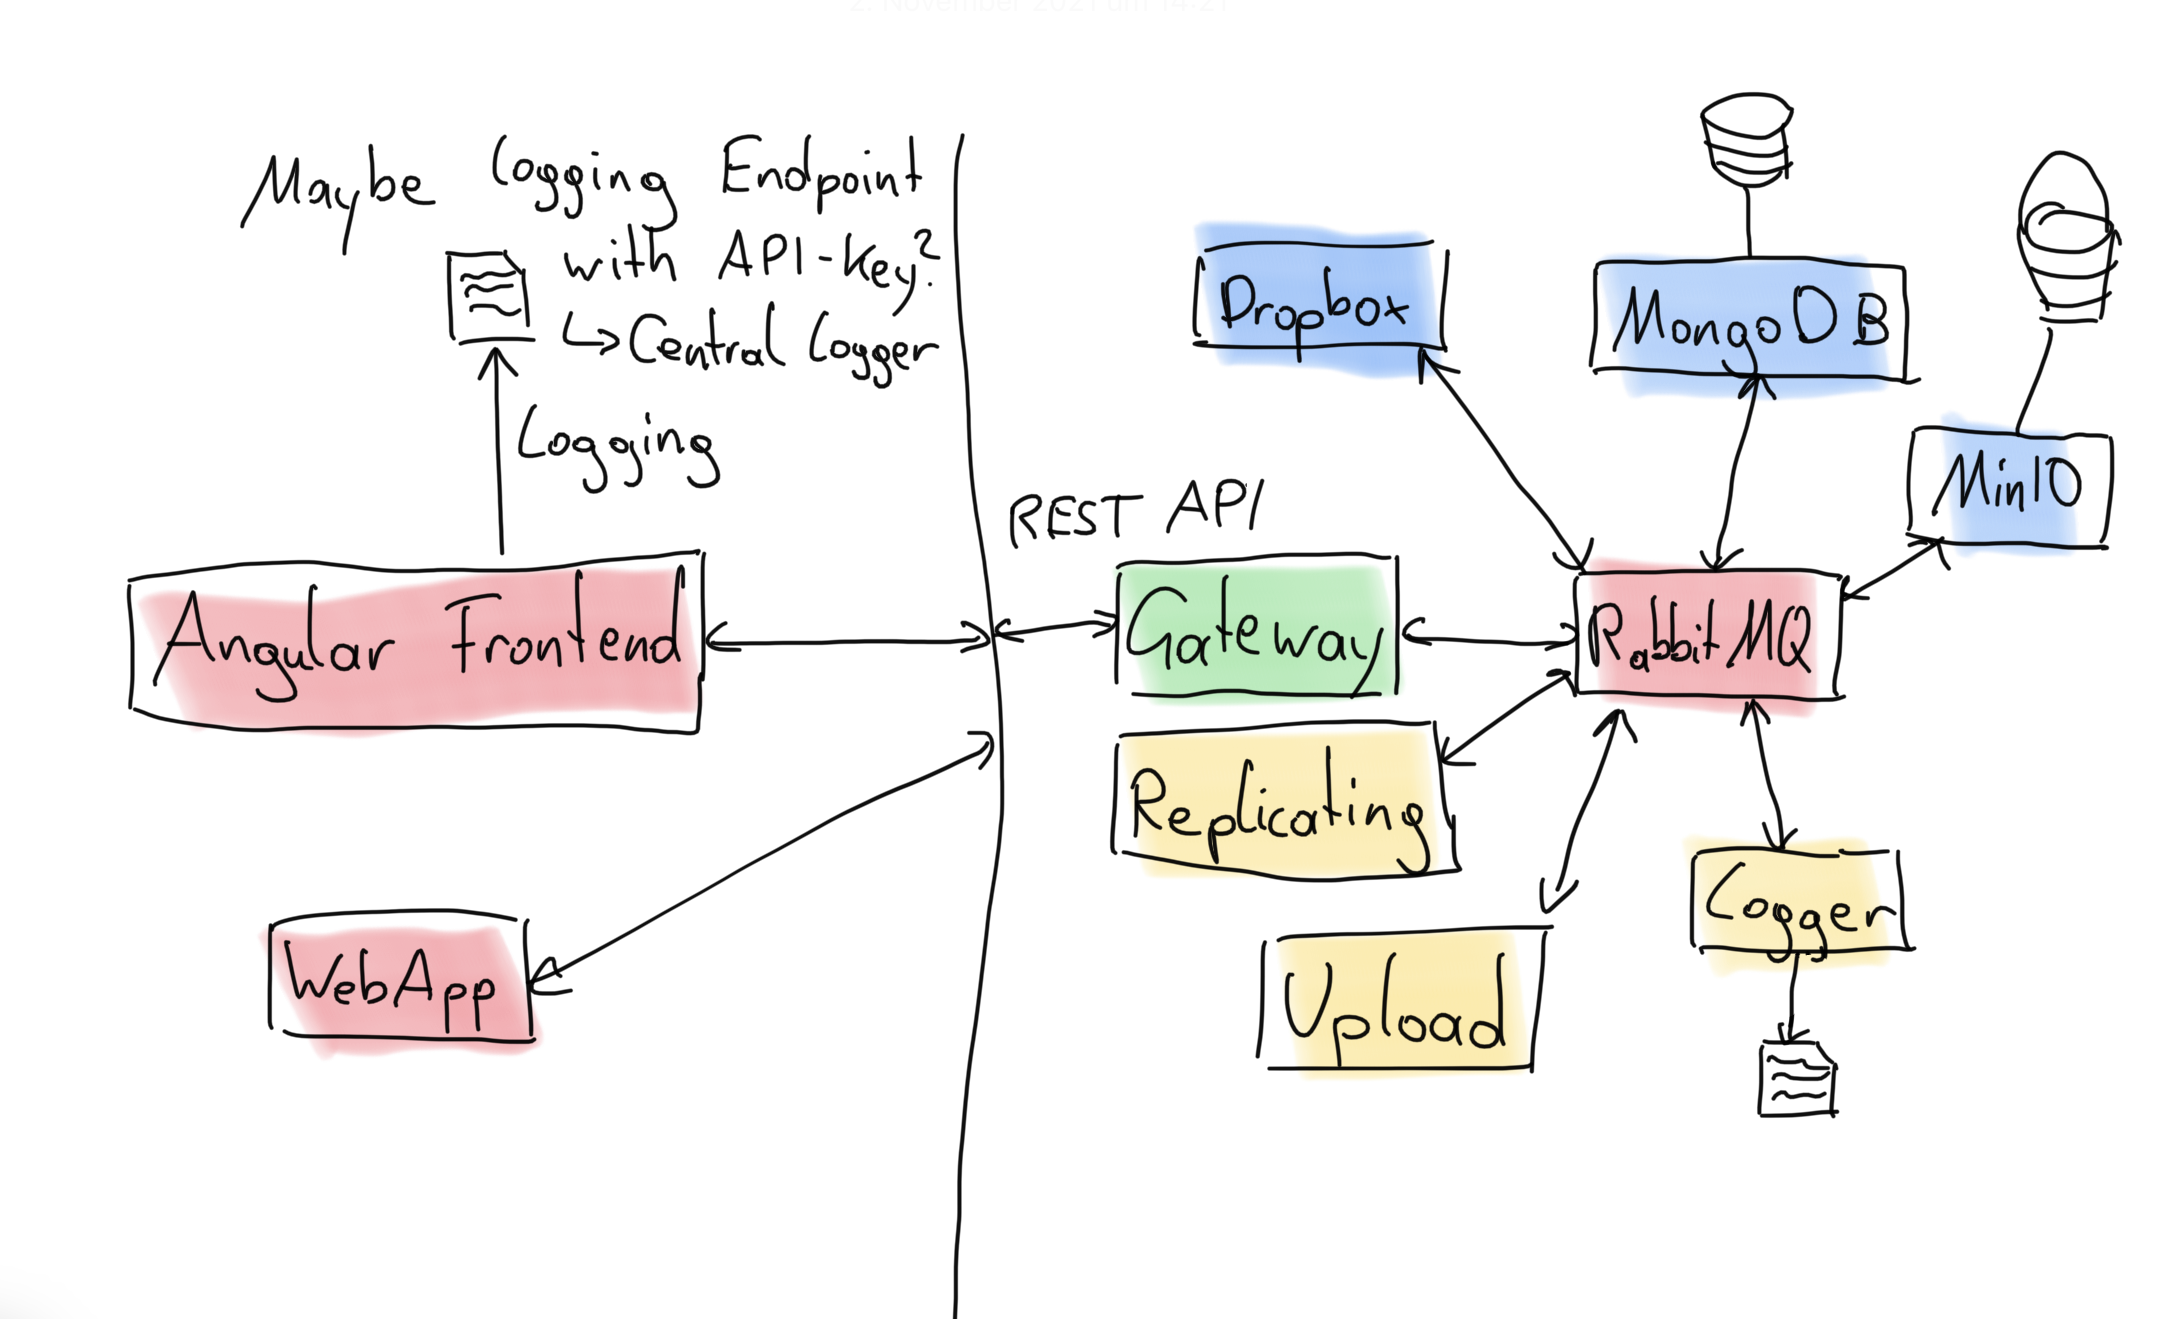 2. November 2021 um 14:21
Maybe Logging Endpoint
with API-Key?
↳ Central Logger
Logging
Angular Frontend
WebApp
REST API
Gateway
Replicating
Upload
Dropbox
MongoDB
MinIO
RabbitMQ
Logger